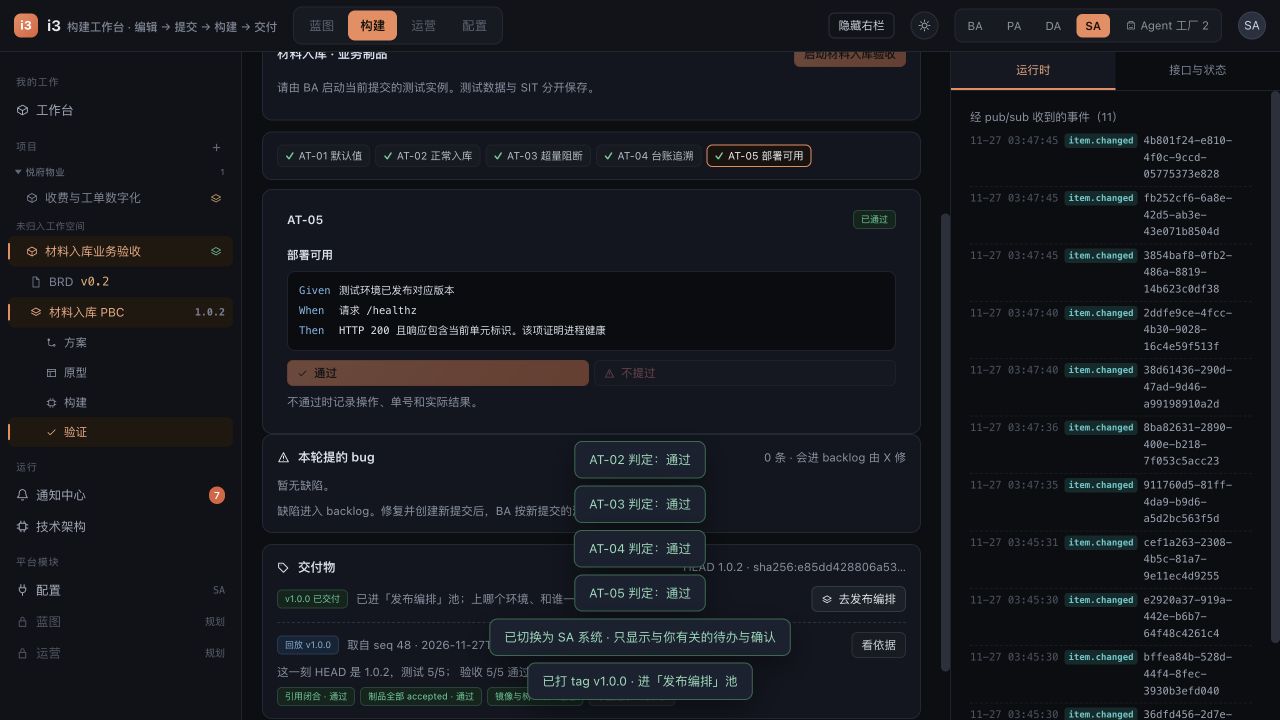 i3 i3 构建工作台 · 编辑 → 提交 → 构建 → 交付
蓝图 构建 运营 配置
隐藏右栏
BA PA DA SA Agent 工厂 2
SA
我的工作
工作台
项目 +
悦府物业 1
收费与工单数字化
未归入工作空间
材料入库业务验收
BRD v0.2
材料入库 PBC 1.0.2
方案
原型
构建
验证
运行
通知中心 7
技术架构
平台模块
配置 SA
蓝图 规划
运营 规划
材料入库 · 业务制品
启动材料入库验收
请由 BA 启动当前提交的测试实例。测试数据与 SIT 分开保存。
AT-01 默认值 AT-02 正常入库 AT-03 超量阻断 AT-04 台账追溯 AT-05 部署可用
AT-05 已通过
部署可用
Given 测试环境已发布对应版本
When 请求 /healthz
Then HTTP 200 且响应包含当前单元标识。该项证明进程健康
通过 不提过
不通过时记录操作、单号和实际结果。
本轮提的 bug
0 条 · 会进 backlog 由 X 修
暂无缺陷。
缺陷进入 backlog。修复并创建新提交后，BA 按新提交的
AT-02 判定：通过
AT-03 判定：通过
AT-04 判定：通过
AT-05 判定：通过
已切换为 SA 系统 · 只显示与你有关的待办与确认
已打 tag v1.0.0 · 进「发布编排」池
交付物
HEAD 1.0.2 · sha256:e85dd428806a53…
v1.0.0 已交付 已进「发布编排」池；上哪个环境、和谁一
去发布编排
回放 v1.0.0 取自 seq 48 · 2026-11-27T
看依据
这一刻 HEAD 是 1.0.2，测试 5/5； 验收 5/5 通过
引用闭合 · 通过 制品全部 accepted · 通过 镜像与
运行时 接口与状态
经 pub/sub 收到的事件（11）
11-27 03:47:45 item.changed 4b801f24-e810-
4f0c-9ccd-
05775373e828
11-27 03:47:45 item.changed fb252cf6-6a8e-
42d5-ab3e-
43e071b8504d
11-27 03:47:45 item.changed 3854baf8-0fb2-
486a-8819-
14b623c0df38
11-27 03:47:40 item.changed 2ddfe9ce-4fcc-
4b30-9028-
16c4e59f513f
11-27 03:47:40 item.changed 38d61436-290d-
47ad-9d46-
a99198910a2d
11-27 03:47:36 item.changed 8ba82631-2890-
400e-b218-
7f053c5acc23
11-27 03:47:35 item.changed 911760d5-81ff-
4da9-b9d6-
a5d2bc563f5d
11-27 03:45:31 item.changed cef1a263-2308-
4b5c-81a7-
9e11ec4d9255
11-27 03:45:30 item.changed e2920a37-919a-
442e-b6b7-
64f48c4261c4
11-27 03:45:30 item.changed bffea84b-528d-
44f4-8fec-
3930b3efd040
11-27 03:45:30 item.changed 36dfd456-2d7e-